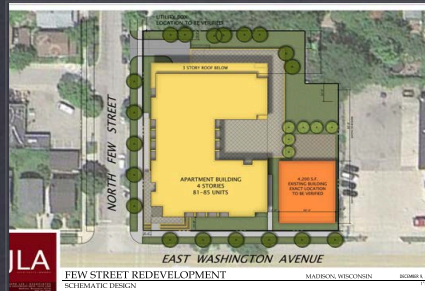 UTILITY BOX
LOCATION TO BE VERIFIED
3 STORY ROOF BELOW
NORTH FEW STREET
APARTMENT BUILDING
4 STORIES
81-85 UNITS
4,200 S.F.
EXISTING BUILDING
EXACT LOCATION
TO BE VERIFIED
EAST WASHINGTON AVENUE
JLA
FEW STREET REDEVELOPMENT
MADISON, WISCONSIN
SCHEMATIC DESIGN